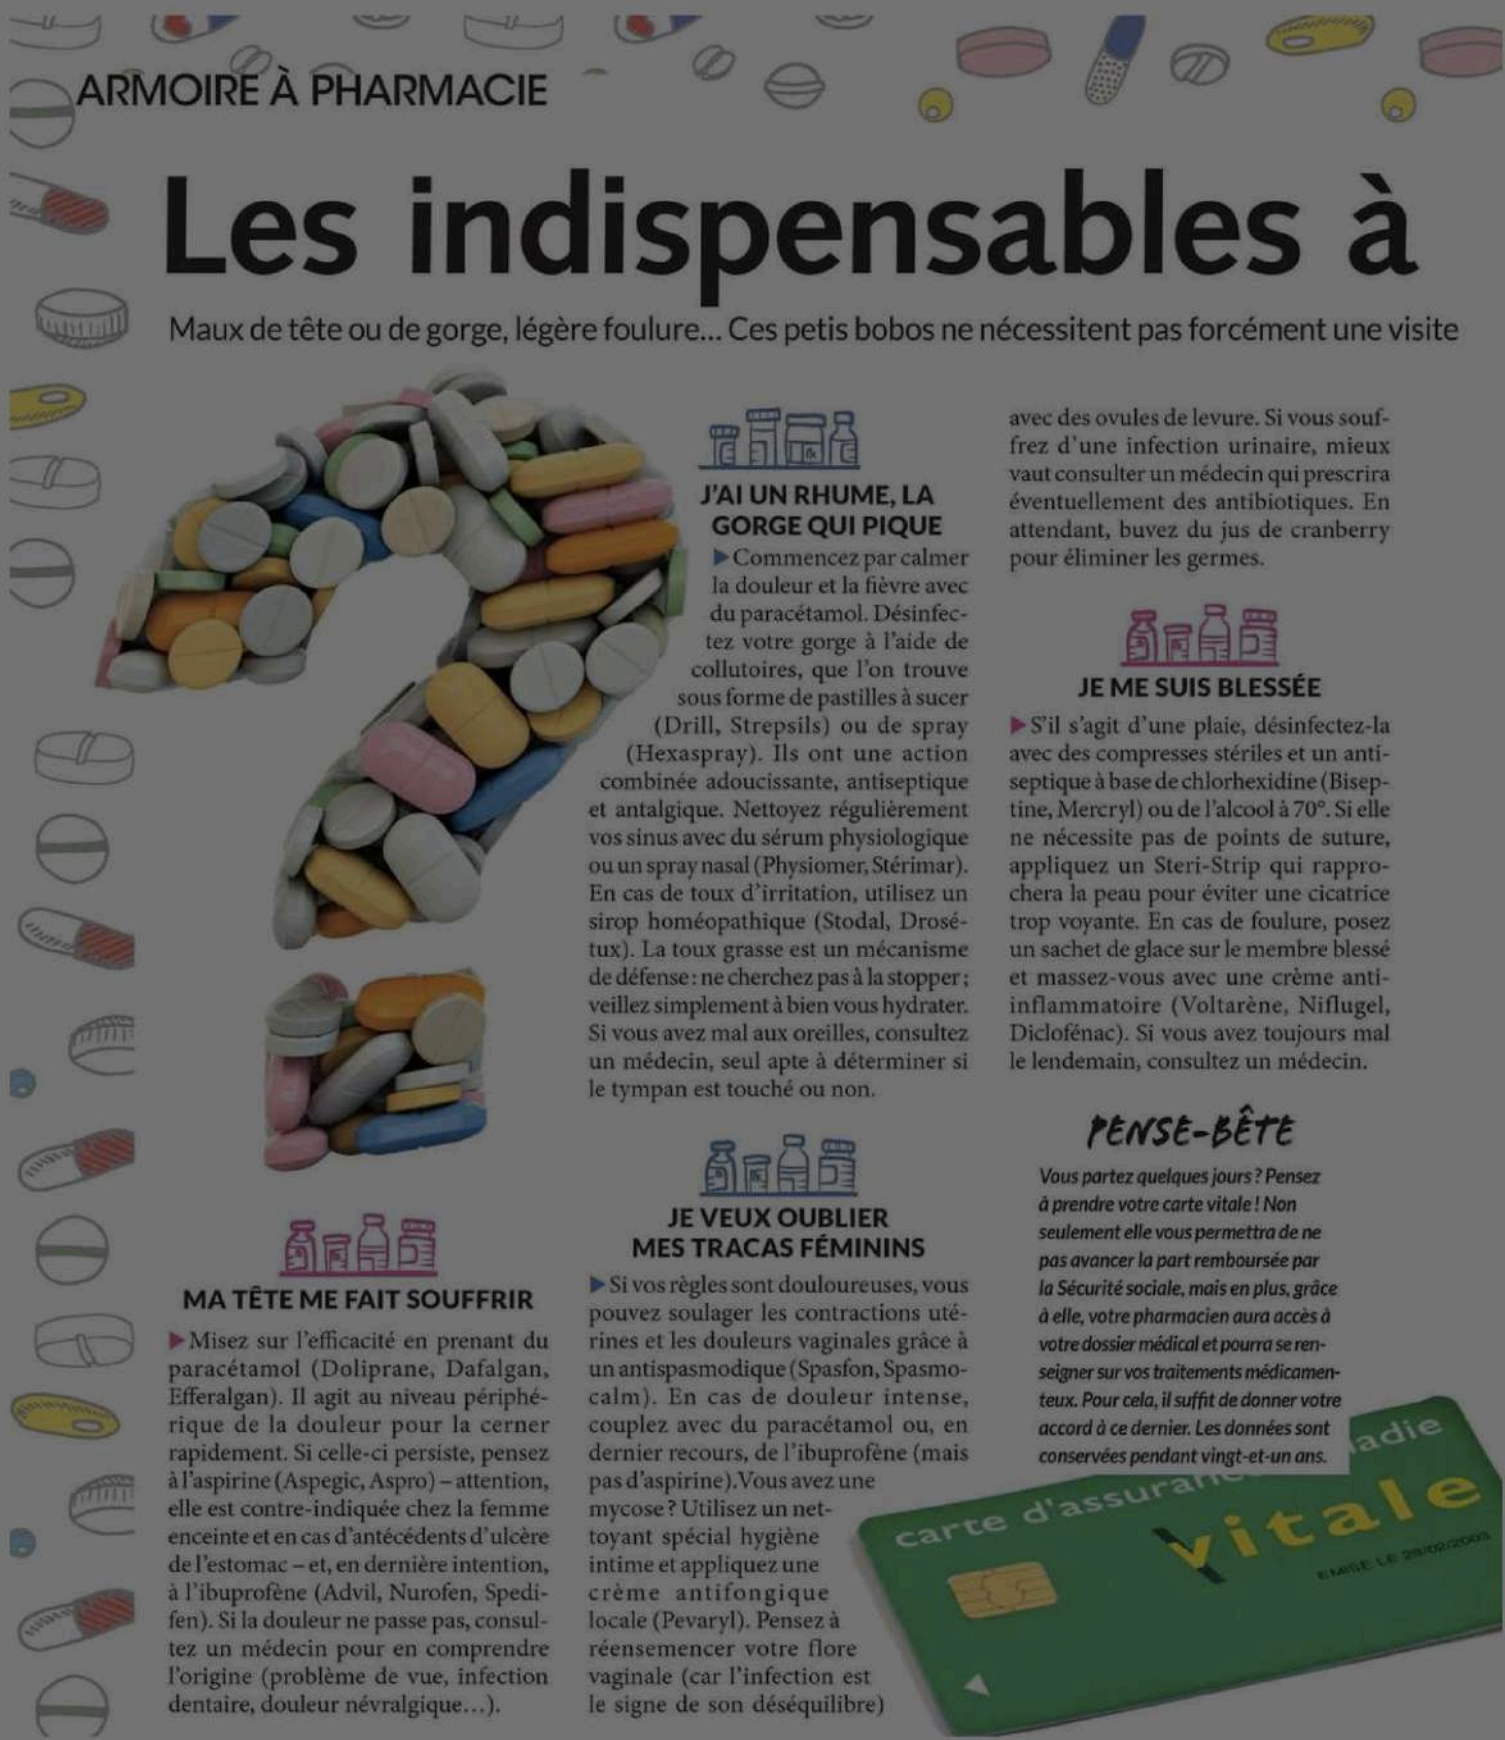 ARMOIRE À PHARMACIE
Les indispensables à
Maux de tête ou de gorge, légère foulure... Ces petis bobos ne nécessitent pas forcément une visite
MA TÊTE ME FAIT SOUFFRIR
▶Misez sur l'efficacité en prenant du
paracétamol (Doliprane, Dafalgan,
Efferalgan). Il agit au niveau périphé-
rique de la douleur pour la cerner
rapidement. Si celle-ci persiste, pensez
à l'aspirine (Aspegic, Aspro) – attention,
elle est contre-indiquée chez la femme
enceinte et en cas d'antécédents d'ulcère
de l'estomac – et, en dernière intention,
à l'ibuprofène (Advil, Nurofen, Spedi-
fen). Si la douleur ne passe pas, consul-
tez un médecin pour en comprendre
l'origine (problème de vue, infection
dentaire, douleur névralgique...).
J'AI UN RHUME, LA
GORGE QUI PIQUE
▶Commencez par calmer
la douleur et la fièvre avec
du paracétamol. Désinfec-
tez votre gorge à l'aide de
collutoires, que l'on trouve
sous forme de pastilles à sucer
(Drill, Strepsils) ou de spray
(Hexaspray). Ils ont une action
combinée adoucissante, antiseptique
et antalgique. Nettoyez régulièrement
vos sinus avec du sérum physiologique
ou un spray nasal (Physiomer, Stérimar).
En cas de toux d'irritation, utilisez un
sirop homéopathique (Stodal, Drosé-
tux). La toux grasse est un mécanisme
de défense : ne cherchez pas à la stopper ;
veillez simplement à bien vous hydrater.
Si vous avez mal aux oreilles, consultez
un médecin, seul apte à déterminer si
le tympan est touché ou non.
JE VEUX OUBLIER
MES TRACAS FÉMININS
▶Si vos règles sont douloureuses, vous
pouvez soulager les contractions uté-
rines et les douleurs vaginales grâce à
un antispasmodique (Spasfon, Spasmo-
calm). En cas de douleur intense,
couplez avec du paracétamol ou, en
dernier recours, de l'ibuprofène (mais
pas d'aspirine).Vous avez une
mycose ? Utilisez un net-
toyant spécial hygiène
intime et appliquez une
crème antifongique
locale (Pevaryl). Pensez à
réensemencer votre flore
vaginale (car l'infection est
le signe de son déséquilibre)
avec des ovules de levure. Si vous souf-
frez d'une infection urinaire, mieux
vaut consulter un médecin qui prescrira
éventuellement des antibiotiques. En
attendant, buvez du jus de cranberry
pour éliminer les germes.
JE ME SUIS BLESSÉE
▶S'il s'agit d'une plaie, désinfectez-la
avec des compresses stériles et un anti-
septique à base de chlorhexidine (Bisep-
tine, Mercryl) ou de l'alcool à 70°. Si elle
ne nécessite pas de points de suture,
appliquez un Steri-Strip qui rappro-
chera la peau pour éviter une cicatrice
trop voyante. En cas de foulure, posez
un sachet de glace sur le membre blessé
et massez-vous avec une crème anti-
inflammatoire (Voltarène, Niflugel,
Diclofénac). Si vous avez toujours mal
le lendemain, consultez un médecin.
PENSE-BÊTE
Vous partez quelques jours ? Pensez
à prendre votre carte vitale ! Non
seulement elle vous permettra de ne
pas avancer la part remboursée par
la Sécurité sociale, mais en plus, grâce
à elle, votre pharmacien aura accès à
votre dossier médical et pourra se ren-
seigner sur vos traitements médicamen-
teux. Pour cela, il suffit de donner votre
accord à ce dernier. Les données sont
conservées pendant vingt-et-un ans.
carte d'assurance ladie
Vitale
EMISE LE 29/02/2003